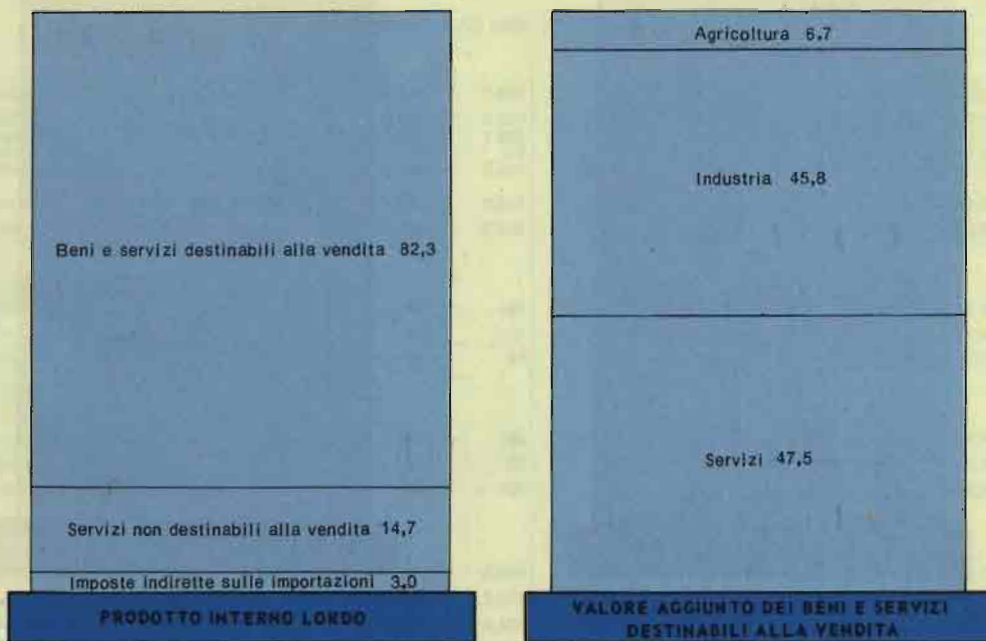 Beni e servizi destinabili alla vendita 82,3
Servizi non destinabili alla vendita 14,7
Imposte indirette sulle importazioni 3,0
PRODOTTO INTERNO LORDO
Agricoltura 6,7
Industria 45,8
Servizi 47,5
VALORE AGGIUNTO DEI BENI E SERVIZI
DESTINABILI ALLA VENDITA